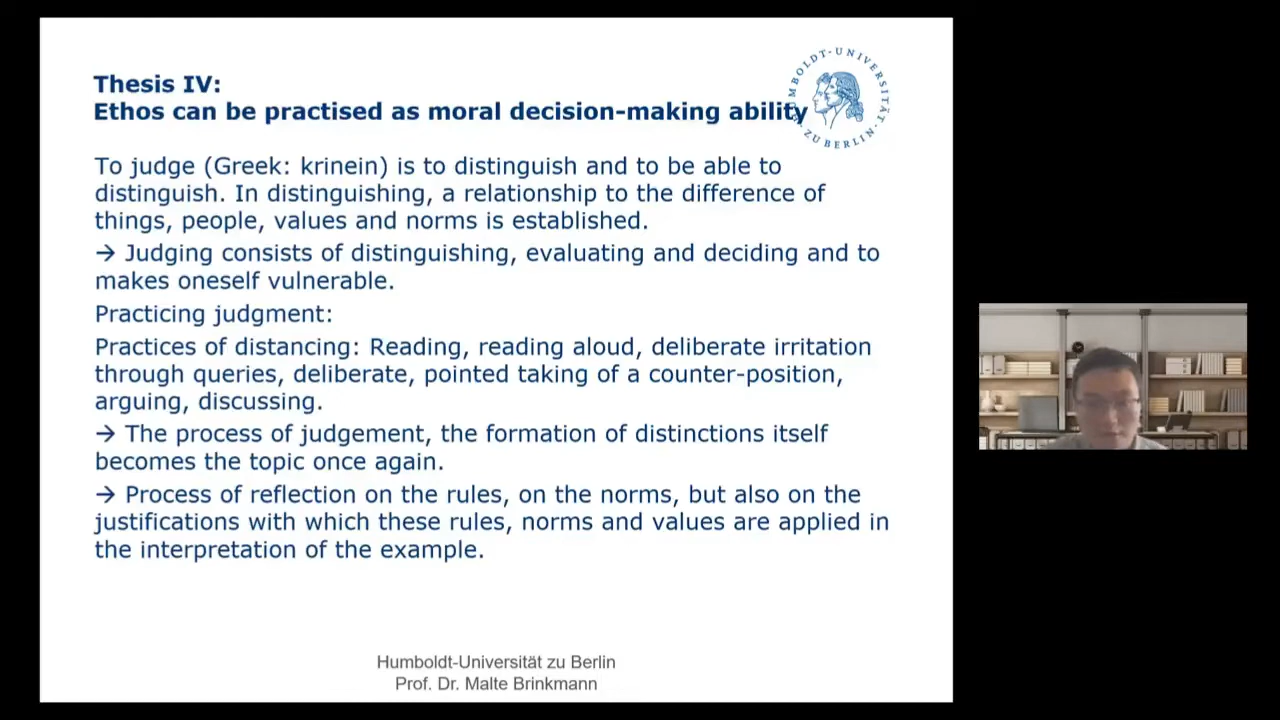 Thesis IV:
Ethos can be practised as moral decision-making ability
HUMBOLDT-UNIVERSITÄT
ZU BERLIN
To judge (Greek: krinein) is to distinguish and to be able to
distinguish. In distinguishing, a relationship to the difference of
things, people, values and norms is established.
→ Judging consists of distinguishing, evaluating and deciding and to
makes oneself vulnerable.
Practicing judgment:
Practices of distancing: Reading, reading aloud, deliberate irritation
through queries, deliberate, pointed taking of a counter-position,
arguing, discussing.
→ The process of judgement, the formation of distinctions itself
becomes the topic once again.
→ Process of reflection on the rules, on the norms, but also on the
justifications with which these rules, norms and values are applied in
the interpretation of the example.
Humboldt-Universität zu Berlin
Prof. Dr. Malte Brinkmann